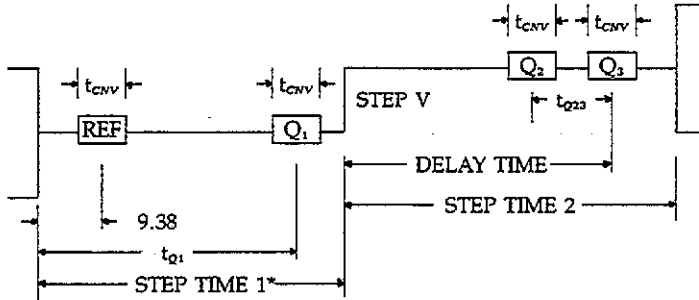 t_CNV t_CNV
Q₂ Q₃
t_CNV t_CNV
STEP V
t_Q23
REF Q₁
DELAY TIME
9.38
STEP TIME 2
t_Q1
STEP TIME 1*